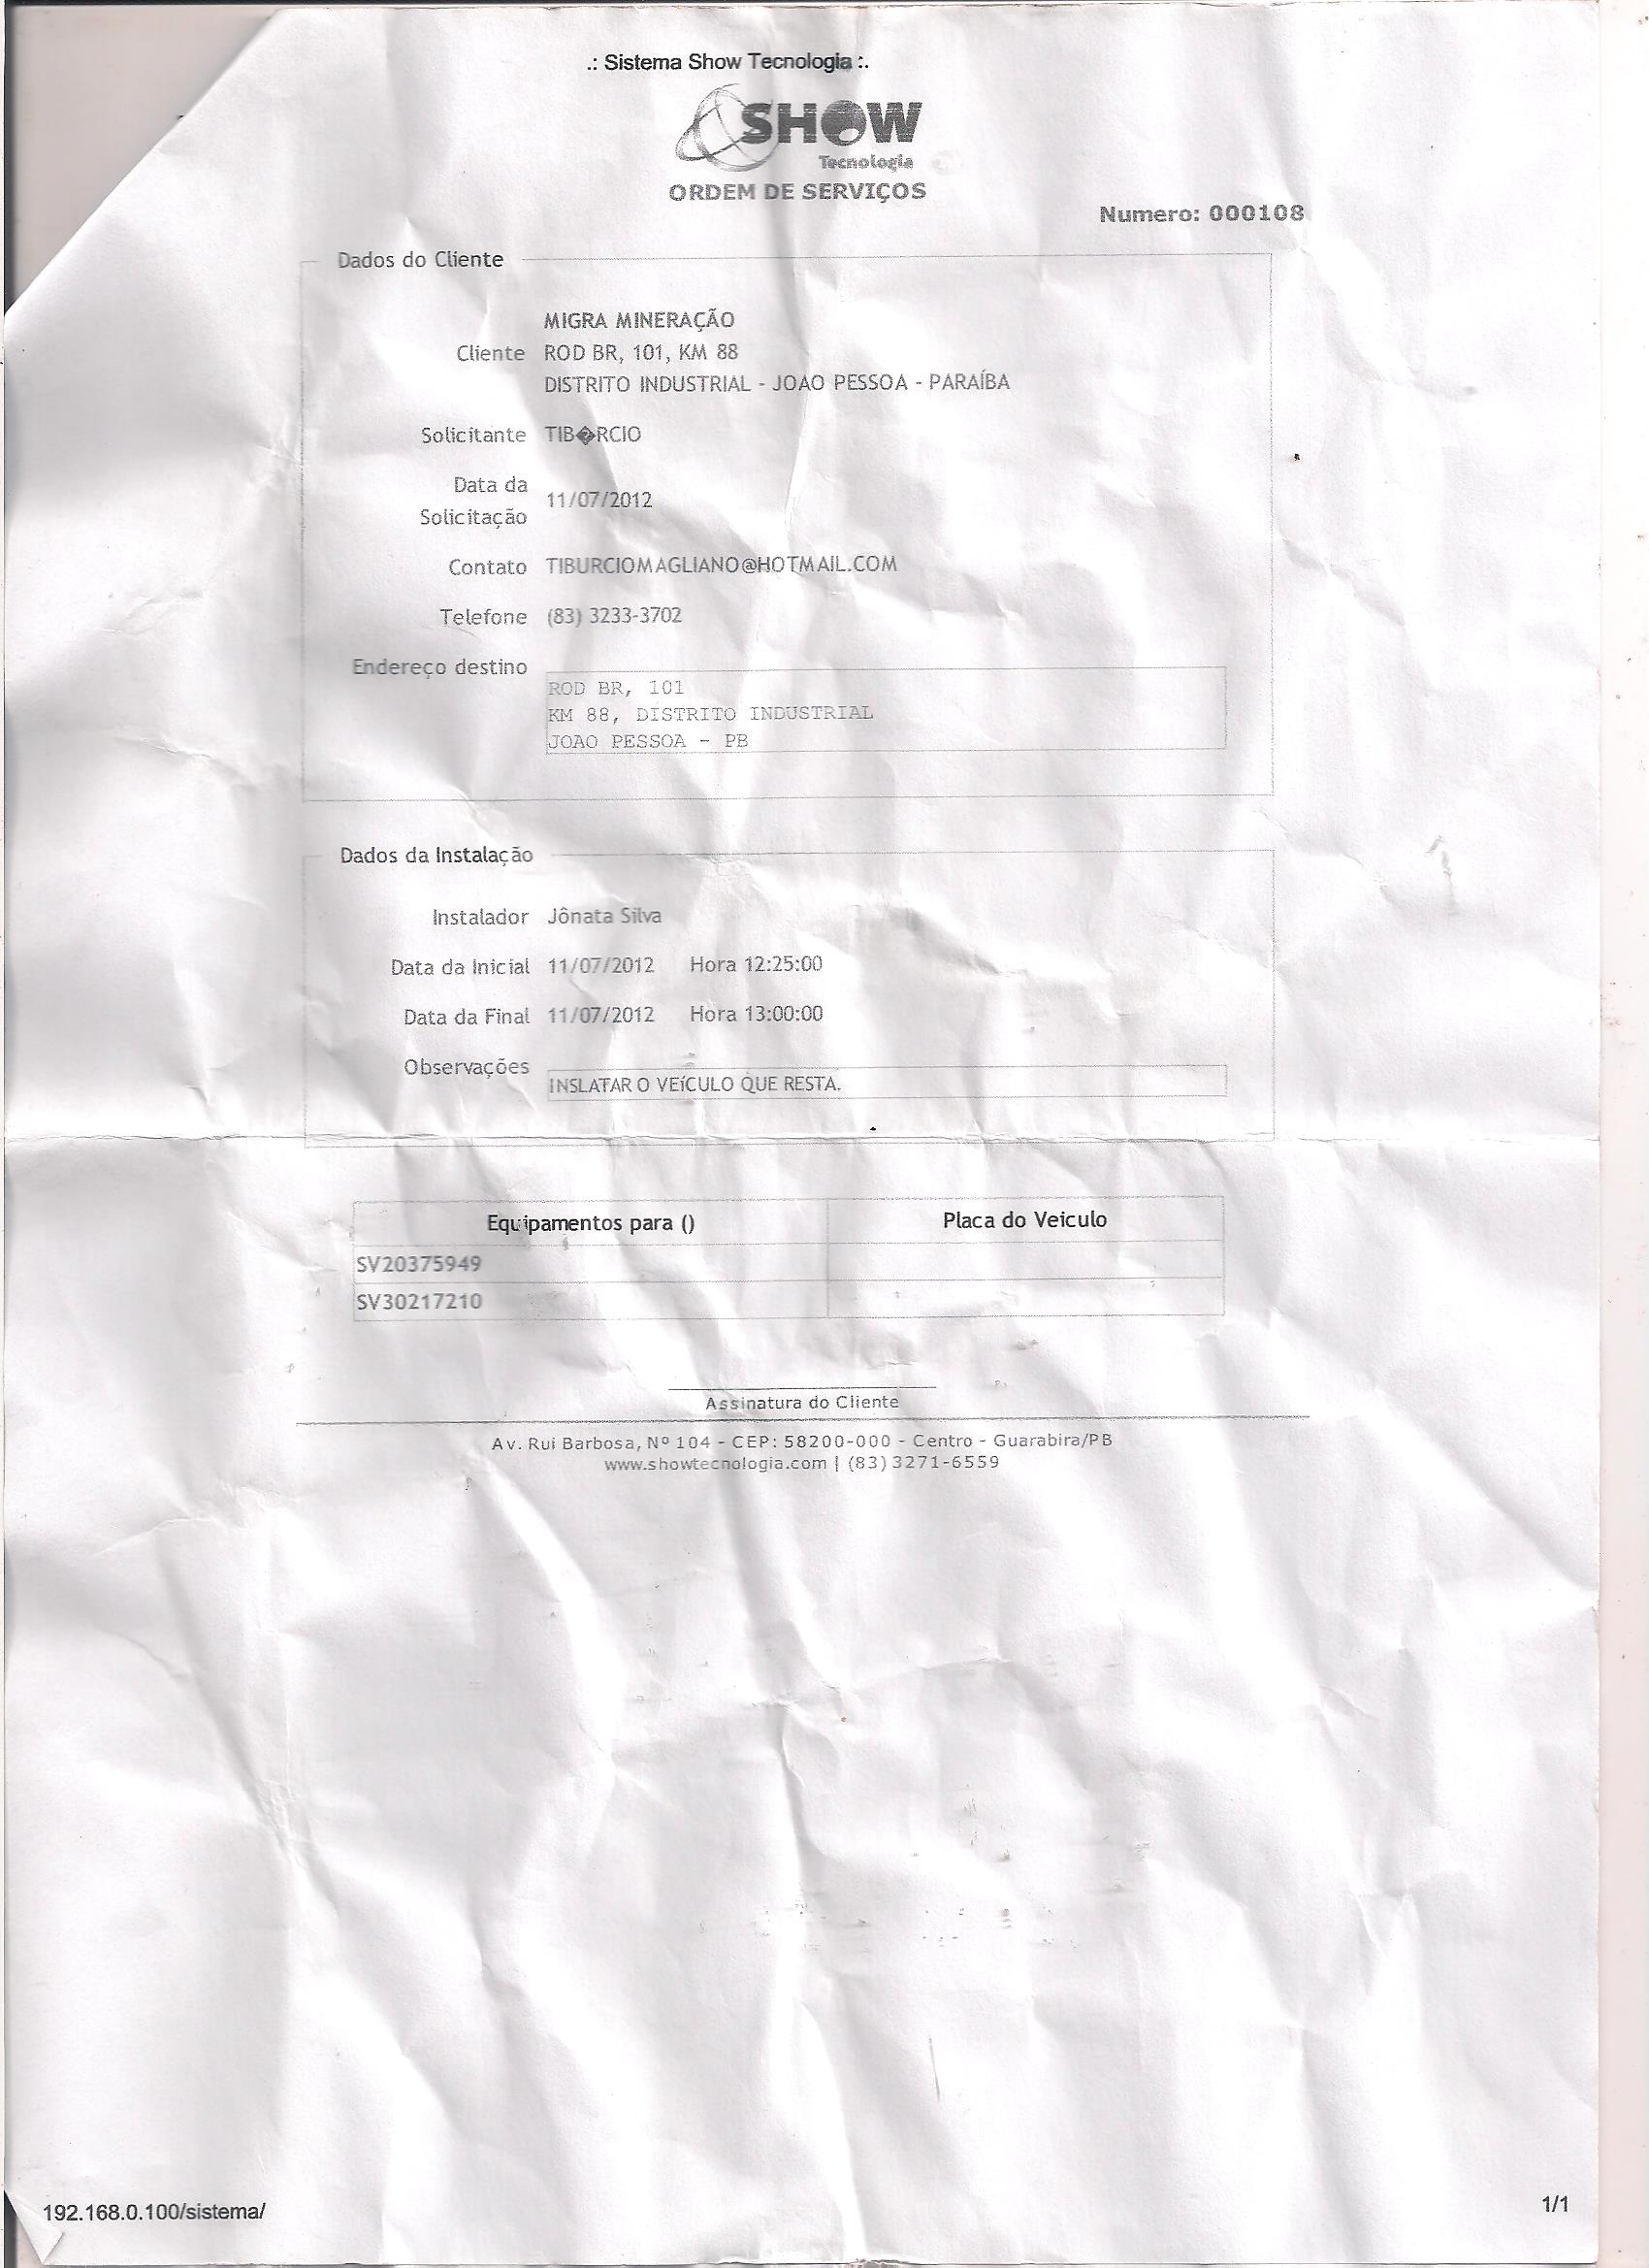 .: Sistema Show Tecnologia :.
SHOW
Tecnologia
ORDEM DE SERVIÇOS
Numero: 000108
Dados do Cliente
MIGRA MINERAÇÃO
Cliente ROD BR, 101, KM 88
DISTRITO INDUSTRIAL - JOAO PESSOA - PARAÍBA
Solicitante TIB�RCIO
Data da
Solicitação 11/07/2012
Contato TIBURCIOMAGLIANO@HOTMAIL.COM
Telefone (83) 3233-3702
Endereço destino
ROD BR, 101
KM 88, DISTRITO INDUSTRIAL
JOAO PESSOA - PB
Dados da Instalação
Instalador Jônata Silva
Data da Inicial 11/07/2012 Hora 12:25:00
Data da Final 11/07/2012 Hora 13:00:00
Observações
INSLATAR O VEíCULO QUE RESTA.
Equipamentos para () Placa do Veiculo
SV20375949
SV30217210
Assinatura do Cliente
Av. Rui Barbosa, Nº 104 - CEP: 58200-000 - Centro - Guarabira/PB
www.showtecnologia.com | (83) 3271-6559
192.168.0.100/sistema/ 1/1